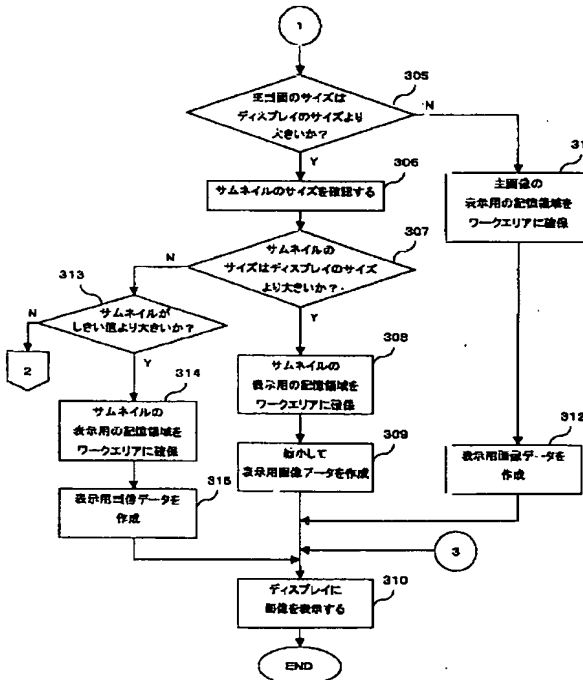 1
305
主画面のサイズは
ディスプレイのサイズより
大きいか?
N
Y
306
サムネイルのサイズを確認する
31
主画像の
表示用の記憶領域を
ワークエリアに確保
307
サムネイルの
サイズはディスプレイのサイズ
より大きいか?
N
Y
313
サムネイルが
しきい値より大きいか?
N
Y
2
308
サムネイルの
表示用の記憶領域を
ワークエリアに確保
314
サムネイルの
表示用の記憶領域を
ワークエリアに確保
309
縮小して
表示用画像データを作成
312
表示用画像データを
作成
315
表示用画像データを
作成
3
310
ディスプレイに
画像を表示する
END